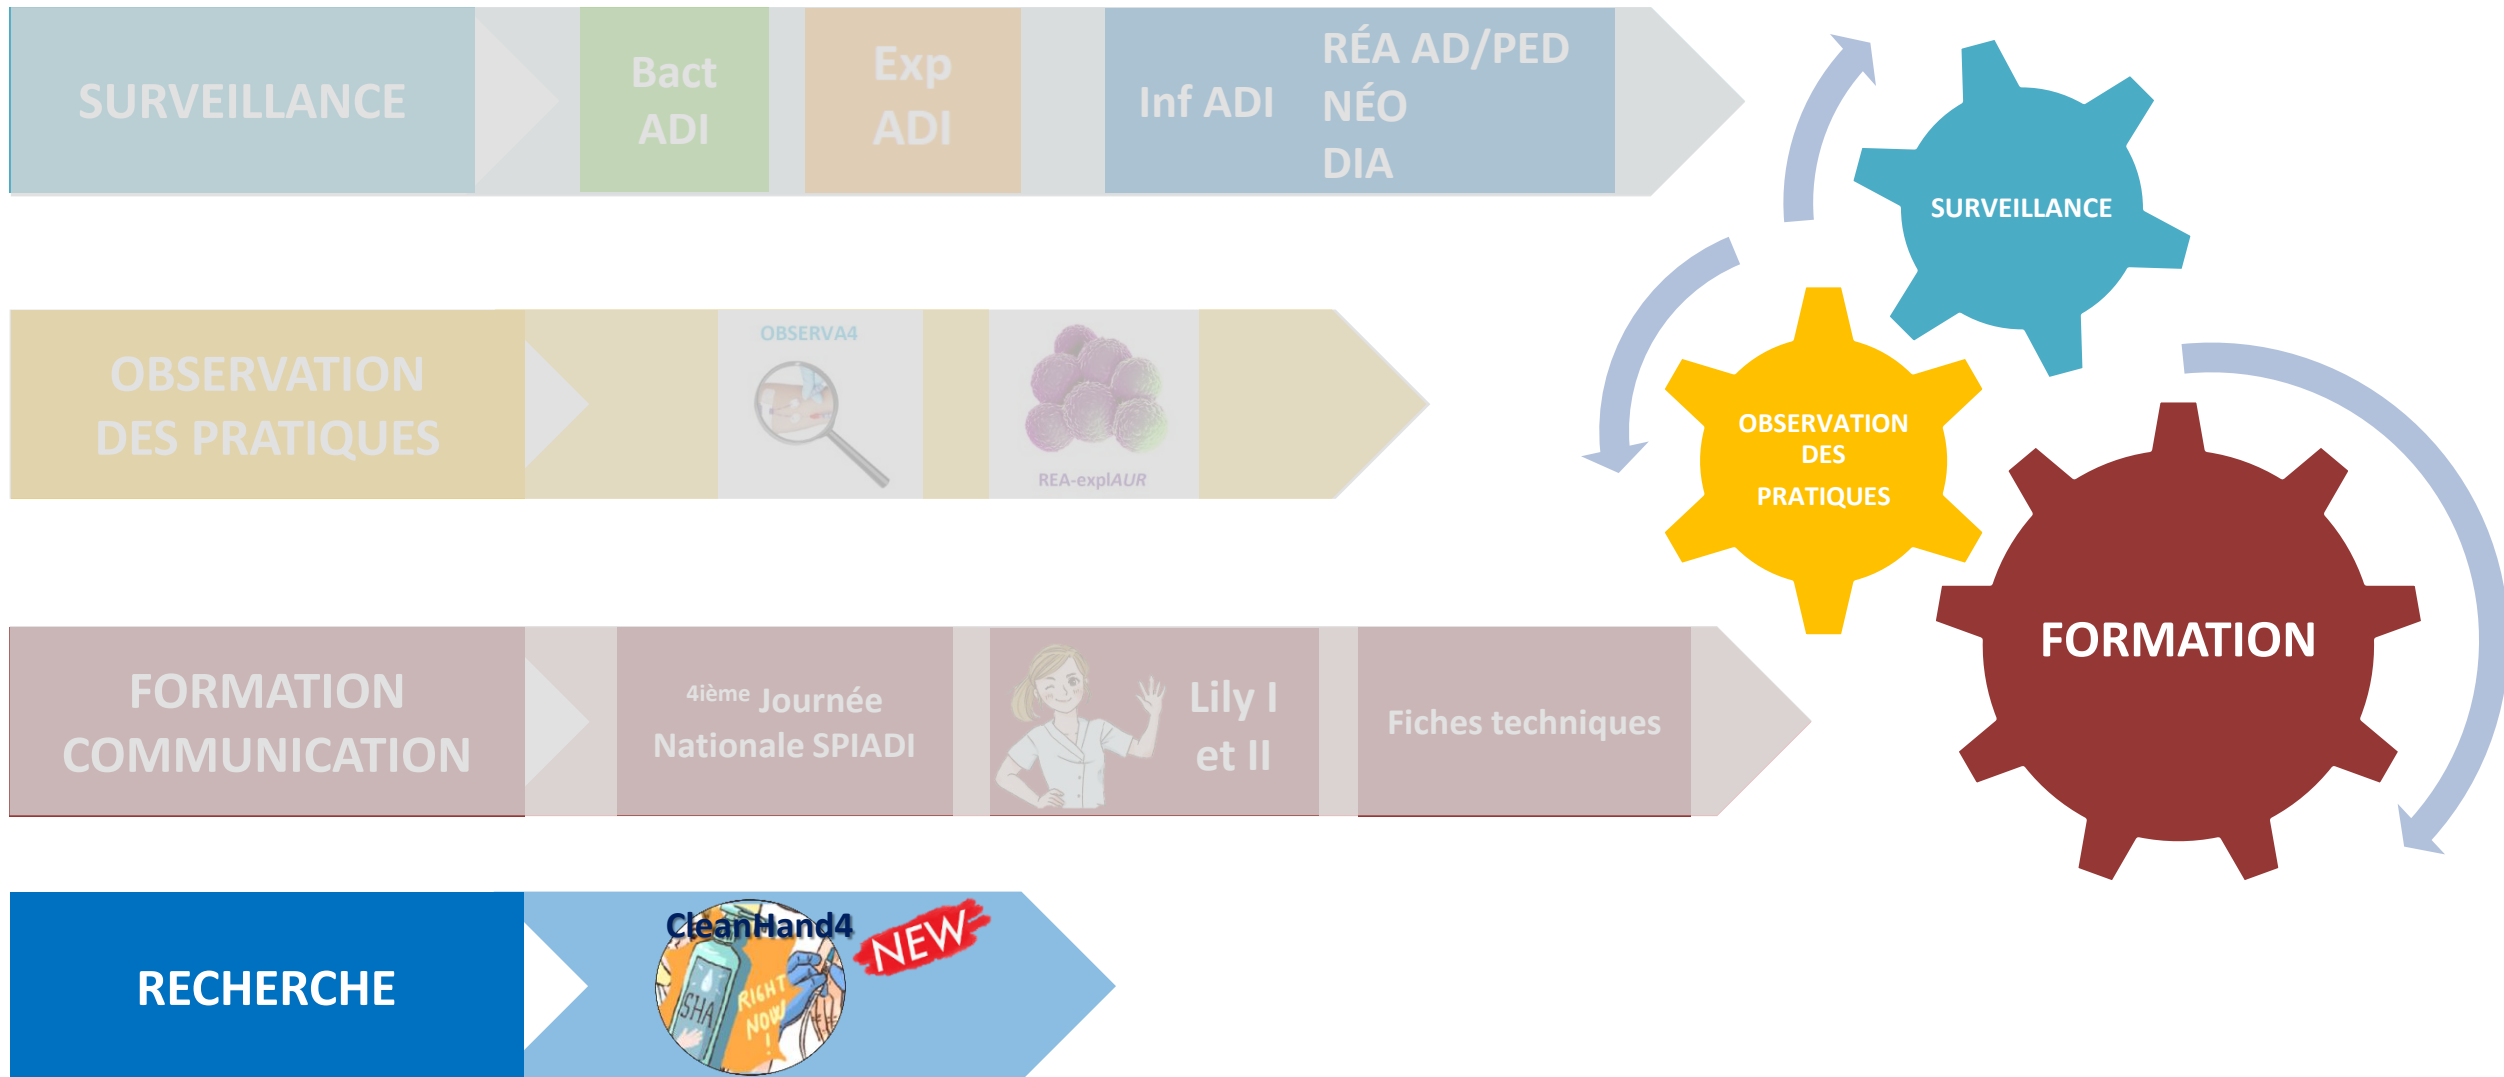 SURVEILLANCE
Bact
ADI
Exp
ADI
Inf ADI
RÉA AD/PED
NÉO
DIA
SURVEILLANCE
OBSERVATION
DES PRATIQUES
OBSERVA4
REA-explAUR
OBSERVATION
DES
PRATIQUES
FORMATION
COMMUNICATION
4ième Journée
Nationale SPIADI
Lily I
et II
Fiches techniques
FORMATION
RECHERCHE
CleanHand4
NEW
SHA
RIGHT
NOW
!